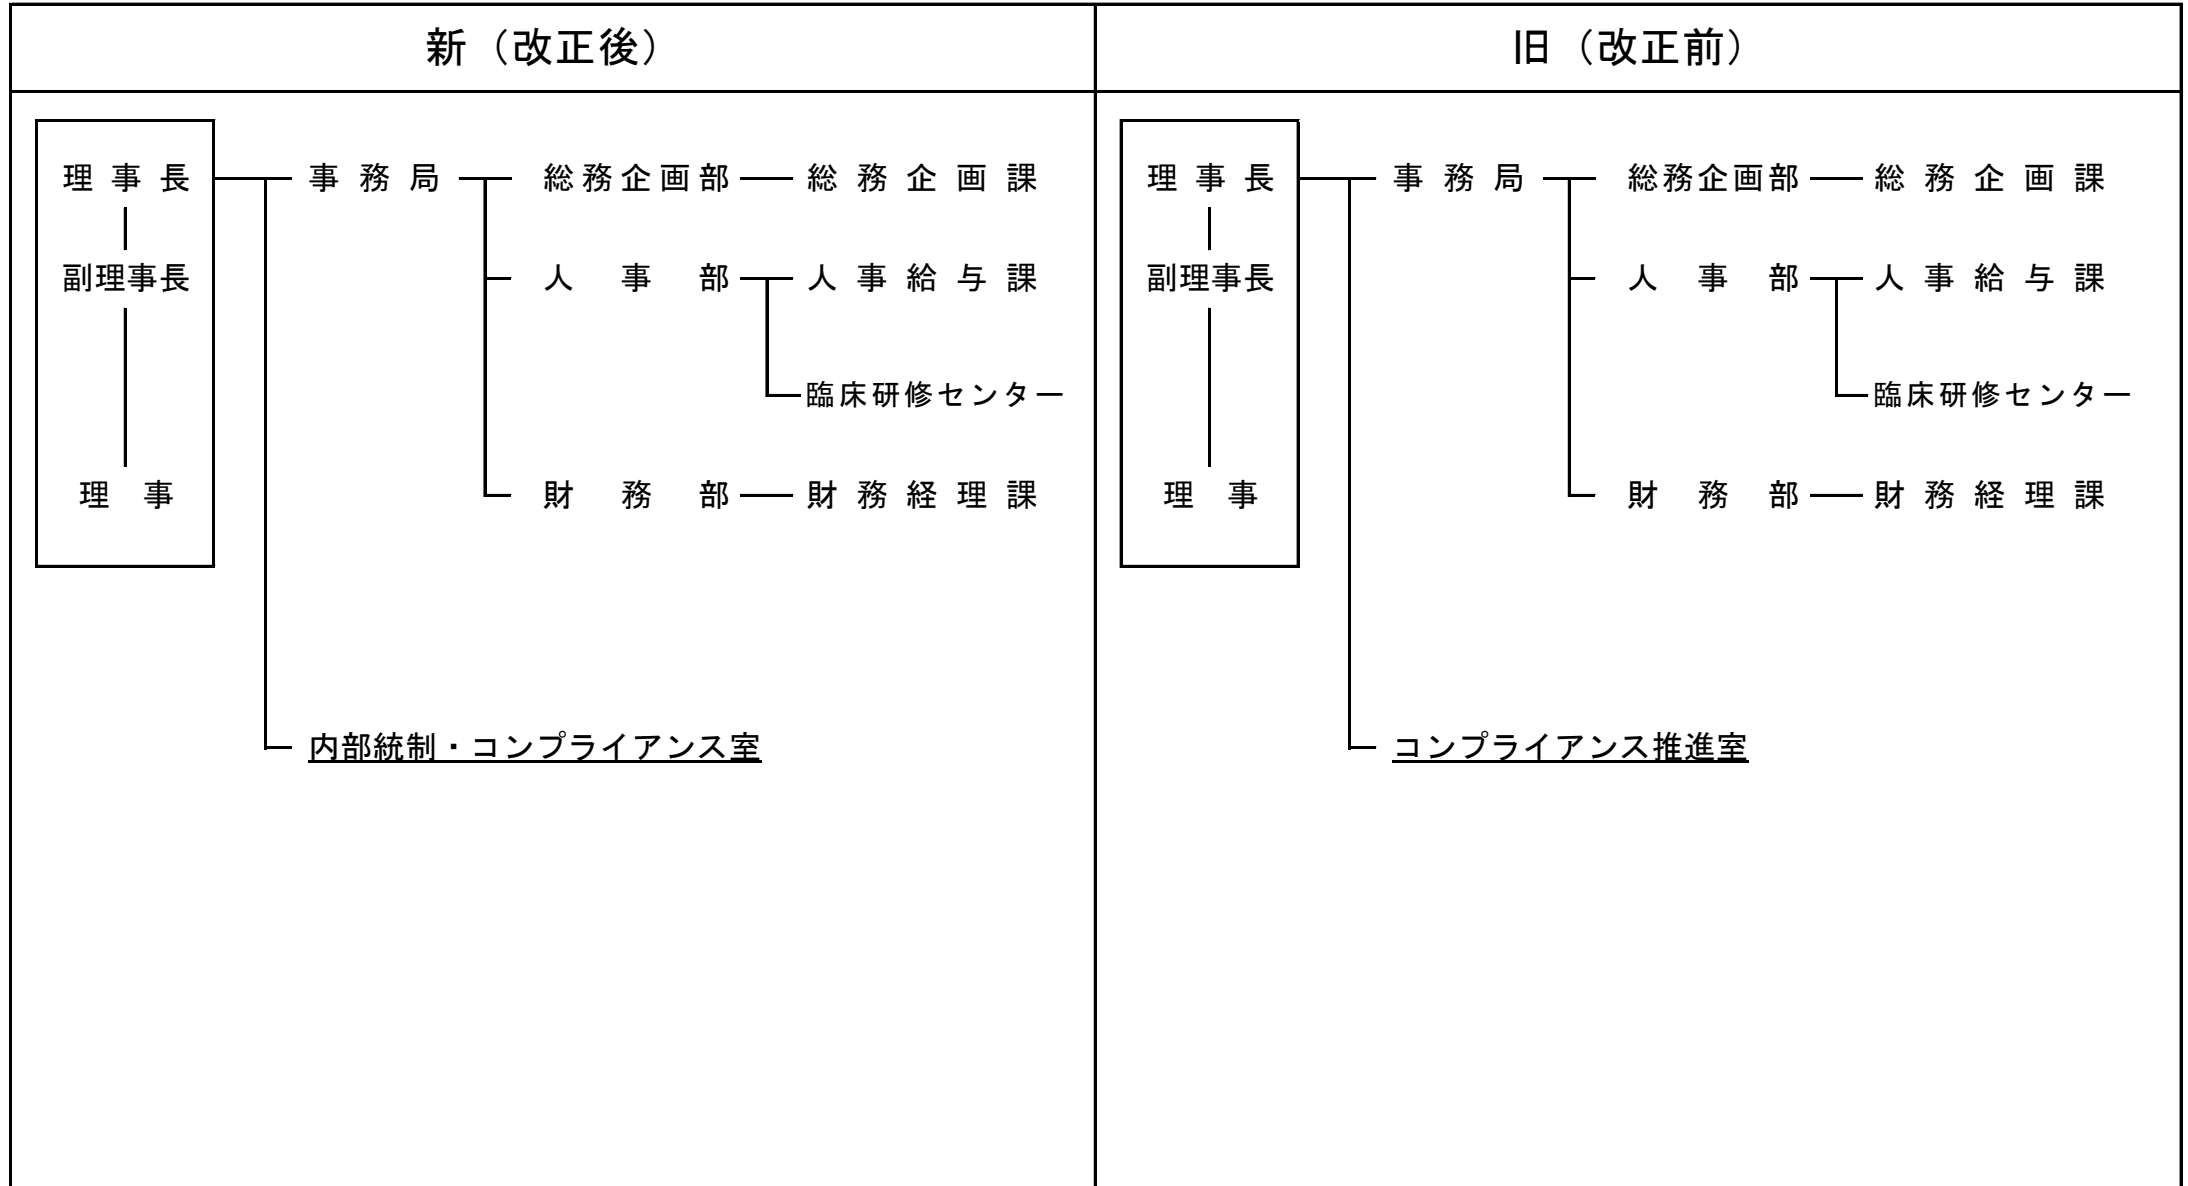 新（改正後）
理事長 事務局 総務企画部 総務企画課
副理事長 人事部 人事給与課
臨床研修センター
理事 財務部 財務経理課
内部統制・コンプライアンス室
旧（改正前）
理事長 事務局 総務企画部 総務企画課
副理事長 人事部 人事給与課
臨床研修センター
理事 財務部 財務経理課
コンプライアンス推進室